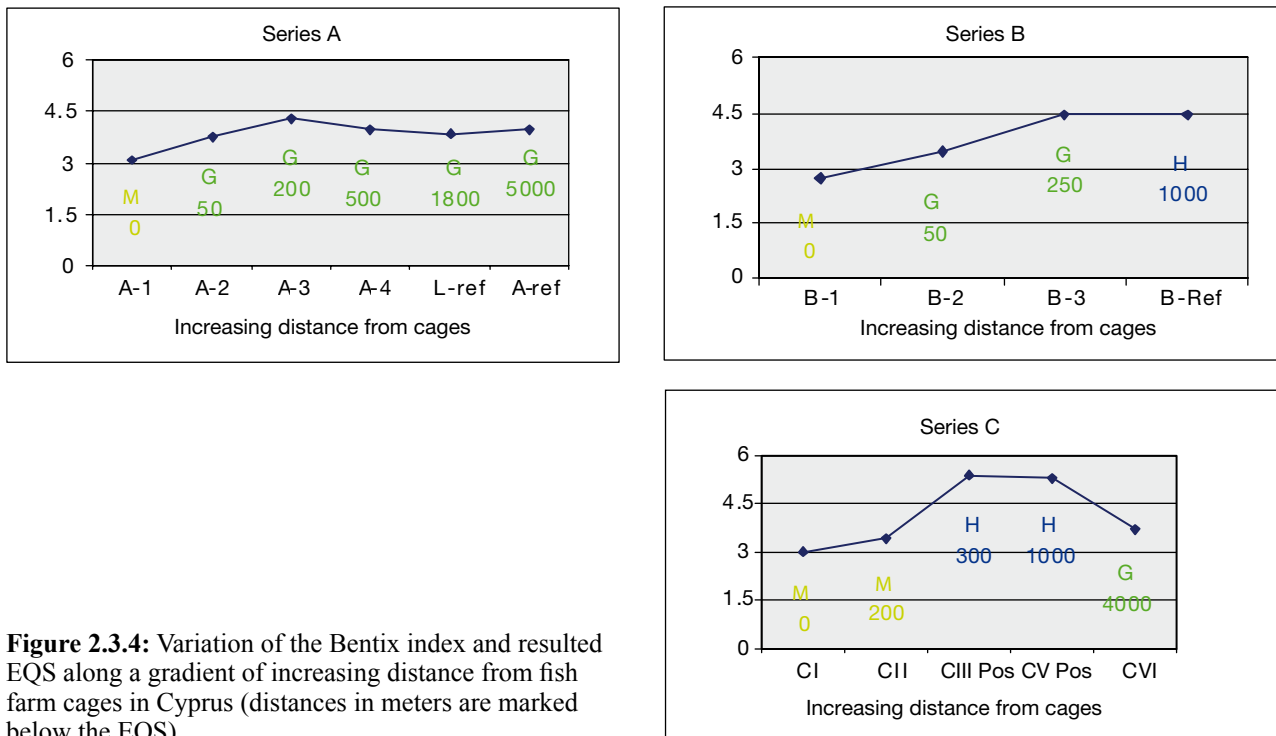 Series A
6
4.5
3
1.5
0
M
0
G
50
G
200
G
500
G
1800
G
5000
A-1 A-2 A-3 A-4 L-ref A-ref
Increasing distance from cages
Series B
6
4.5
3
1.5
0
M
0
G
50
G
250
H
1000
B-1 B-2 B-3 B-Ref
Increasing distance from cages
Series C
6
4.5
3
1.5
0
M
0
M
200
H
300
H
1000
G
4000
CI CII CIII Pos CV Pos CVI
Increasing distance from cages
Figure 2.3.4: Variation of the Bentix index and resulted
EQS along a gradient of increasing distance from fish
farm cages in Cyprus (distances in meters are marked
below the EQS)